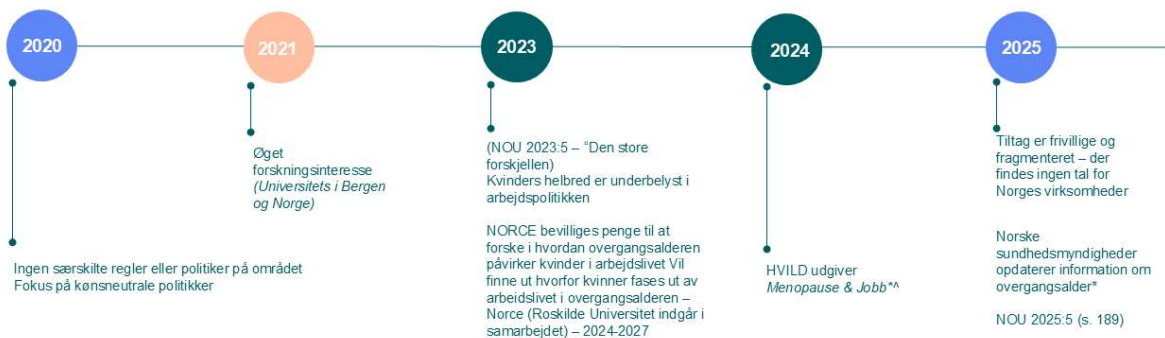 2020
2021
2023
2024
2025
Ingen særskilte regler eller politiker på området
Fokus på kønsneutrale politikker
Øget
forskningsinteresse
(Universitets i Bergen
og Norge)
(NOU 2023:5 – “Den store
forskjellen)
Kvinders helbred er underbelyst i
arbejdspolitikken
NORCE bevilliges penge til at
forske i hvordan overgangsalderen
påvirker kvinder i arbejdslivet Vil
finne ut hvorfor kvinner fases ut av
arbeidslivet i overgangsalderen –
Norce (Roskilde Universitet indgår i
samarbejdet) – 2024-2027
HVILD udgiver
Menopause & Jobb*^
Tiltag er frivillige og
fragmenteret – der
findes ingen tal for
Norges virksomheder
Norske
sundhedsmyndigheder
opdaterer information om
overgangsalder*
NOU 2025:5 (s. 189)